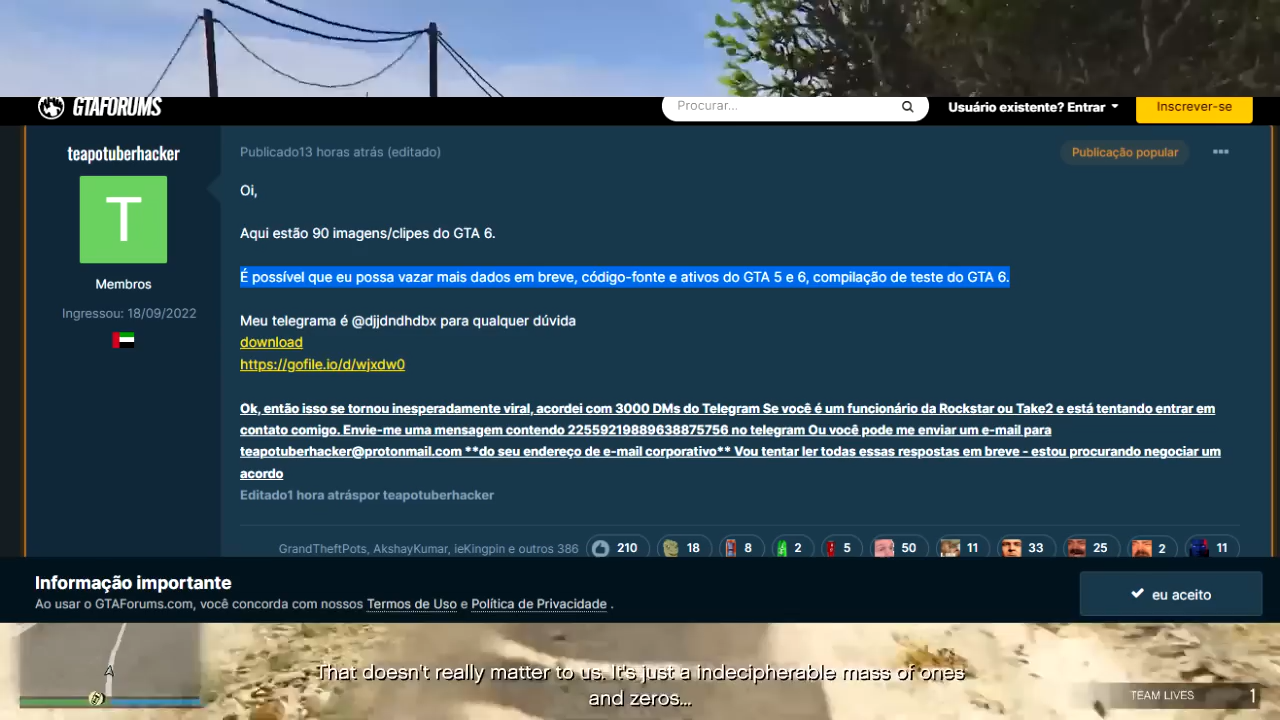 GTAFORUMS
Procurar...
Usuário existente? Entrar
Inscrever-se
teapotuberhacker
Publicado13 horas atrás (editado)
Publicação popular
T
Oi,
Aqui estão 90 imagens/clipes do GTA 6.
Membros
É possível que eu possa vazar mais dados em breve, código-fonte e ativos do GTA 5 e 6, compilação de teste do GTA 6.
Ingressou: 18/09/2022
Meu telegrama é @djjdndhdbx para qualquer dúvida
download
https://gofile.io/d/wjxdw0
Ok, então isso se tornou inesperadamente viral, acordei com 3000 DMs do Telegram Se você é um funcionário da Rockstar ou Take2 e está tentando entrar em
contato comigo. Envie-me uma mensagem contendo 22559219889638875756 no telegram Ou você pode me enviar um e-mail para
teapotuberhacker@protonmail.com **do seu endereço de e-mail corporativo** Vou tentar ler todas essas respostas em breve - estou procurando negociar um
acordo
Editado1 hora atráspor teapotuberhacker
GrandTheftPots, AkshayKumar, ieKingpin e outros 386
210
18
8
2
5
50
11
33
25
2
11
Informação importante
Ao usar o GTAForums.com, você concorda com nossos Termos de Uso e Política de Privacidade .
eu aceito
That doesn't really matter to us. It's just a indecipherable mass of ones
and zeros...
TEAM LIVES 1